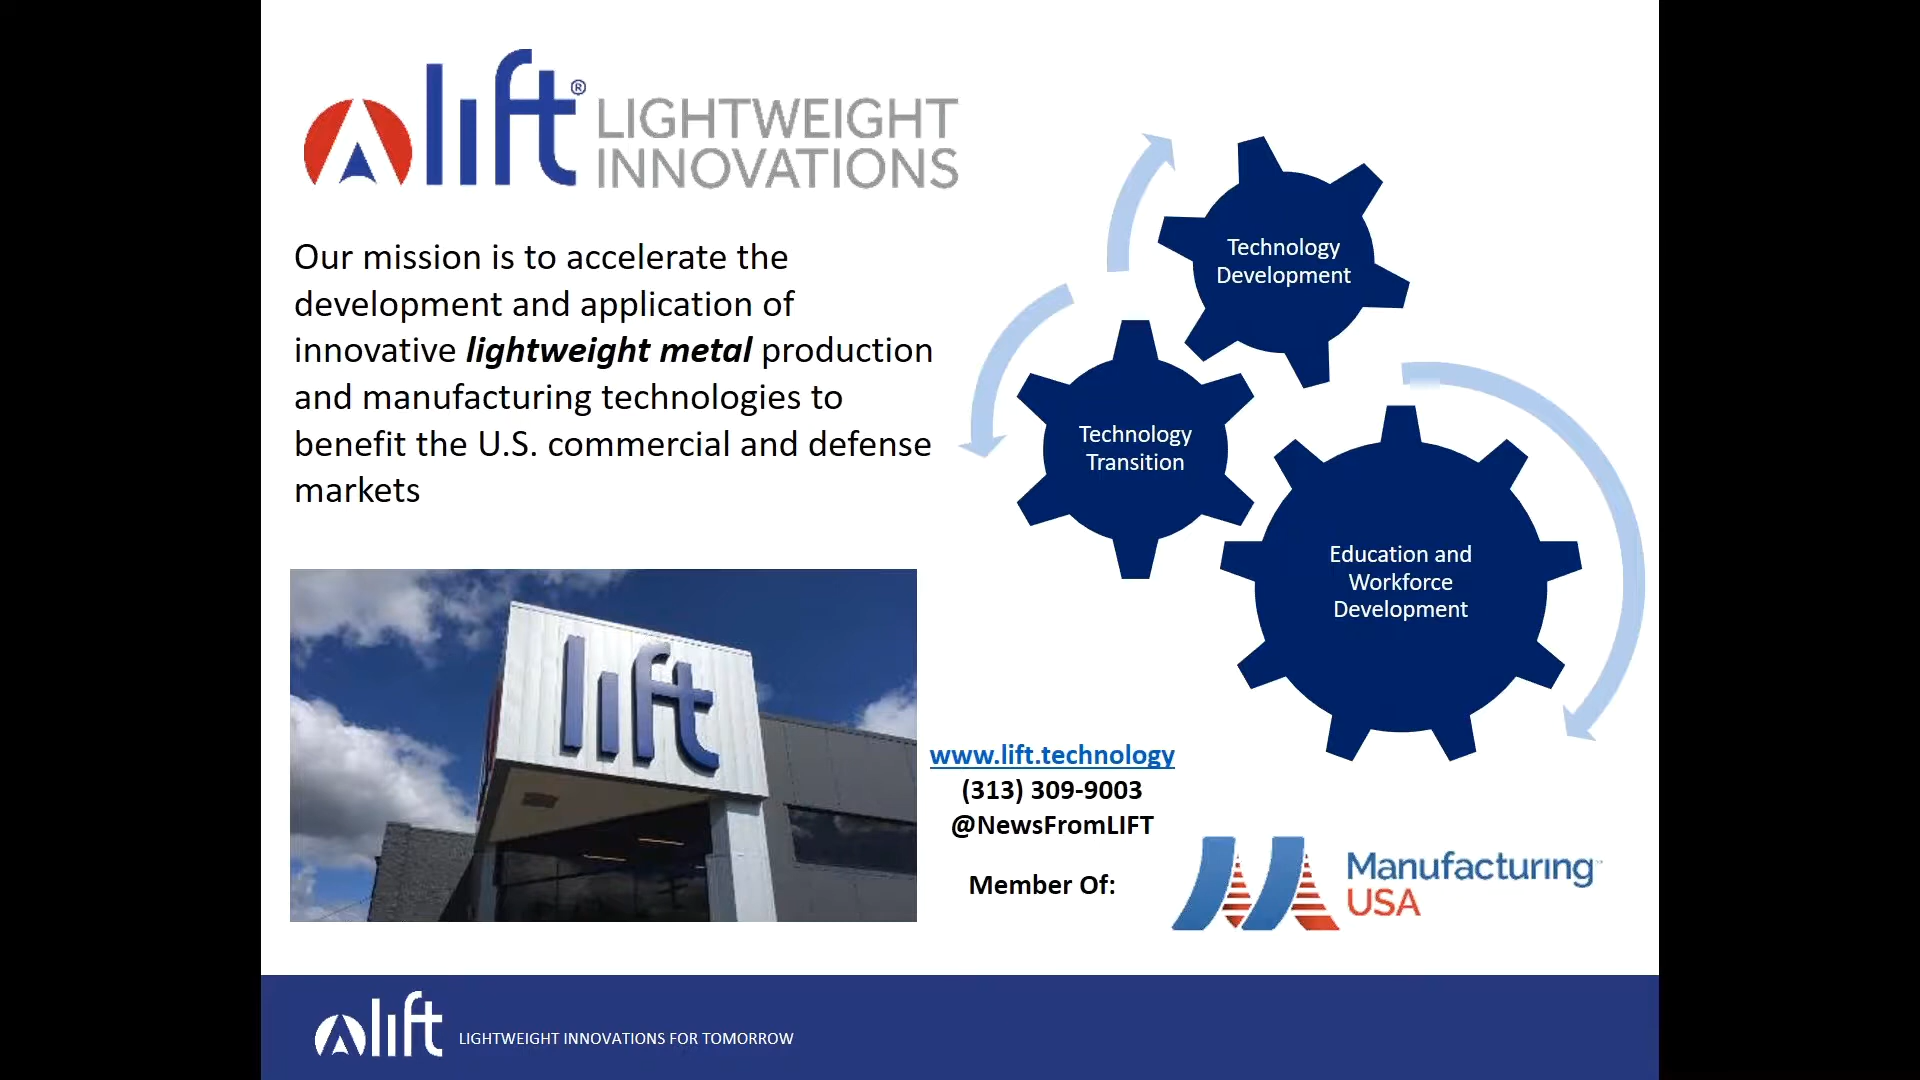 lift® LIGHTWEIGHT
INNOVATIONS
Our mission is to accelerate the
development and application of
innovative lightweight metal production
and manufacturing technologies to
benefit the U.S. commercial and defense
markets
Technology
Development
Technology
Transition
Education and
Workforce
Development
lift
www.lift.technology
(313) 309-9003
@NewsFromLIFT
Member Of:
Manufacturing™
USA
lift LIGHTWEIGHT INNOVATIONS FOR TOMORROW